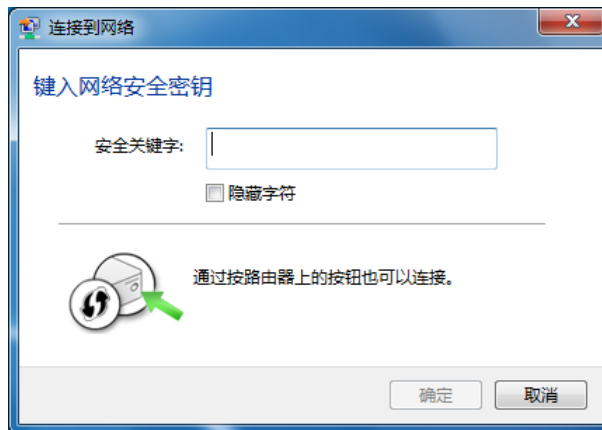 连接到网络
键入网络安全密钥
安全关键字:
隐藏字符
通过按路由器上的按钮也可以连接。
确定
取消